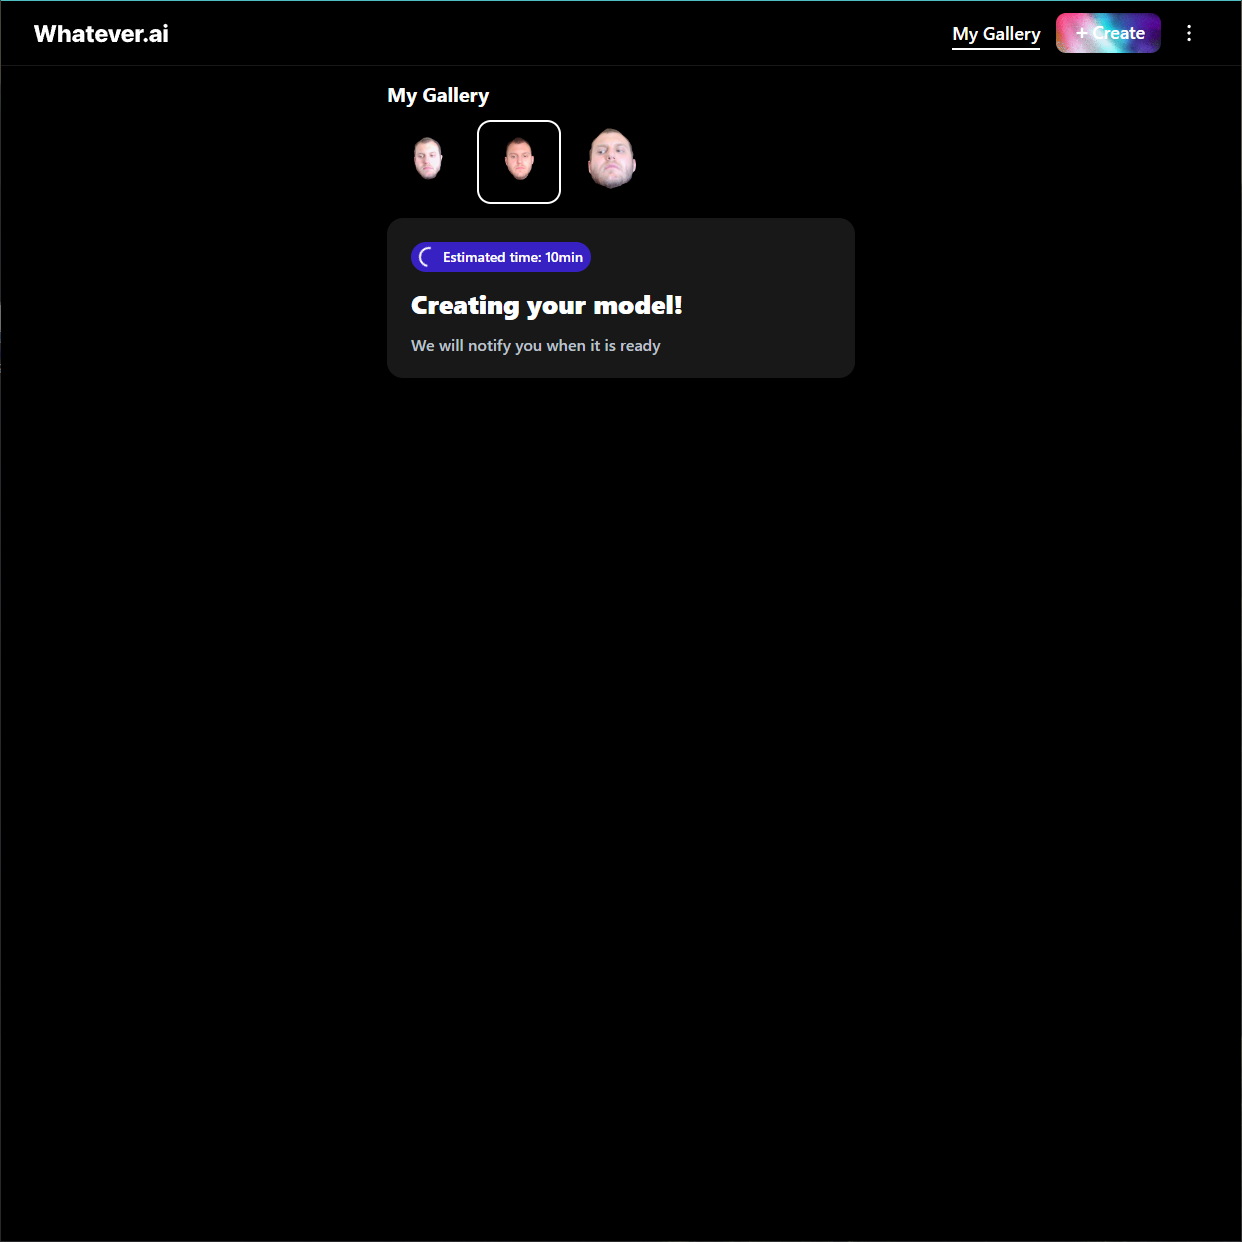 Whatever.ai
My Gallery
+ Create
My Gallery
Estimated time: 10min
Creating your model!
We will notify you when it is ready